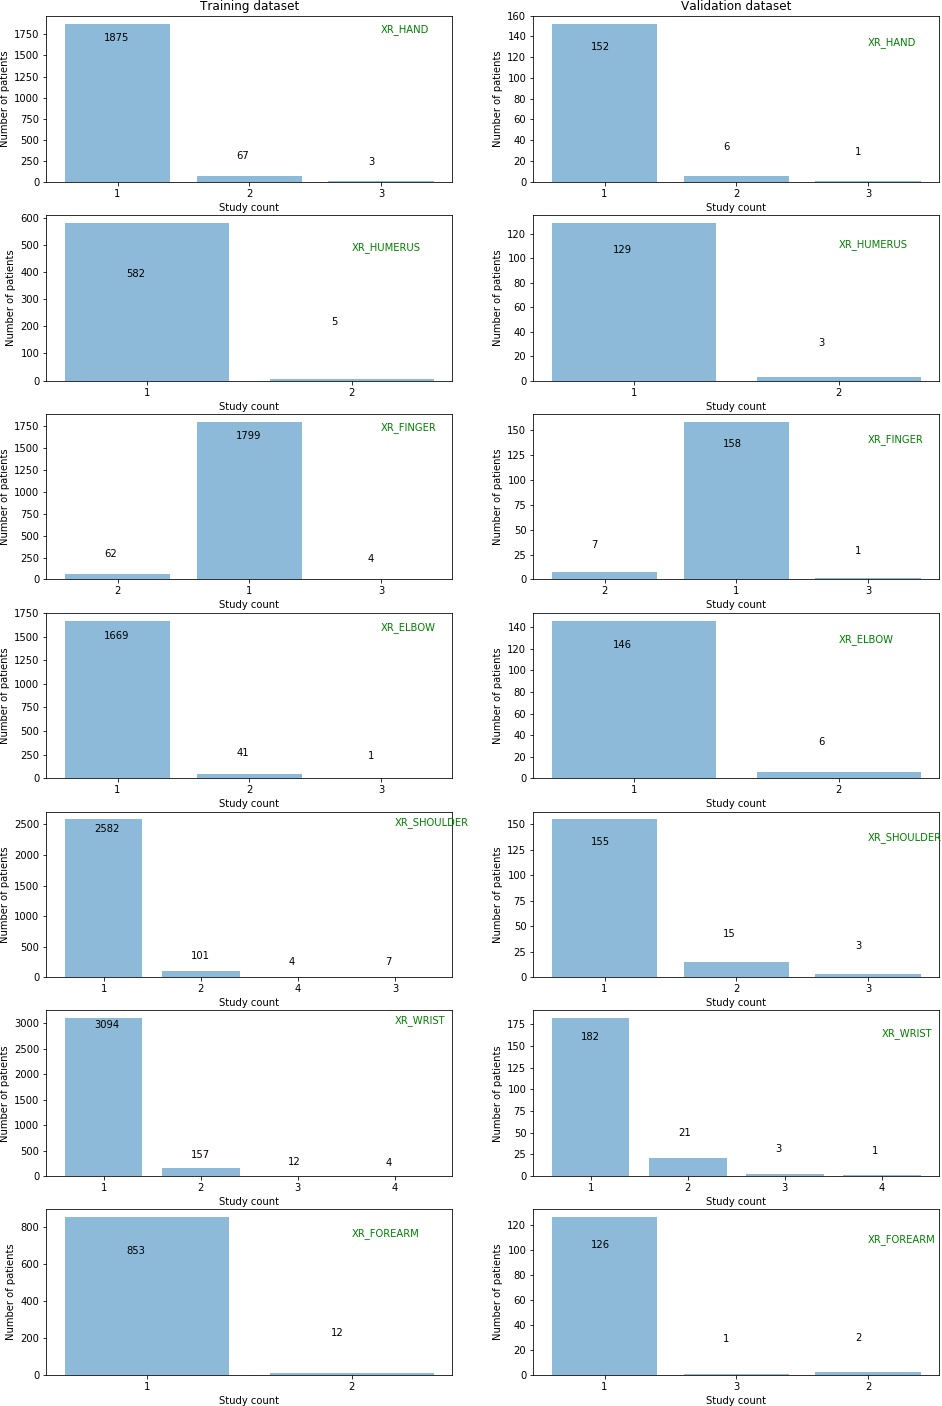 Training dataset
Validation dataset
Number of patients
1750
1500
1250
1000
750
500
250
0
1875
67
3
XR_HAND
1 2 3
Study count
Number of patients
160
140
120
100
80
60
40
20
0
152
6
1
XR_HAND
1 2 3
Study count
Number of patients
600
500
400
300
200
100
0
582
5
XR_HUMERUS
1 2
Study count
Number of patients
120
100
80
60
40
20
0
129
3
XR_HUMERUS
1 2
Study count
Number of patients
1750
1500
1250
1000
750
500
250
0
62
1799
4
XR_FINGER
2 1 3
Study count
Number of patients
150
125
100
75
50
25
0
7
158
1
XR_FINGER
2 1 3
Study count
Number of patients
1750
1500
1250
1000
750
500
250
0
1669
41
1
XR_ELBOW
1 2 3
Study count
Number of patients
140
120
100
80
60
40
20
0
146
6
XR_ELBOW
1 2
Study count
Number of patients
2500
2000
1500
1000
500
0
2582
101
4
7
XR_SHOULDER
1 2 4 3
Study count
Number of patients
150
125
100
75
50
25
0
155
15
3
XR_SHOULDER
1 2 3
Study count
Number of patients
3000
2500
2000
1500
1000
500
0
3094
157
12
4
XR_WRIST
1 2 3 4
Study count
Number of patients
175
150
125
100
75
50
25
0
182
21
3
1
XR_WRIST
1 2 3 4
Study count
Number of patients
800
600
400
200
0
853
12
XR_FOREARM
1 2
Study count
Number of patients
120
100
80
60
40
20
0
126
1
2
XR_FOREARM
1 3 2
Study count